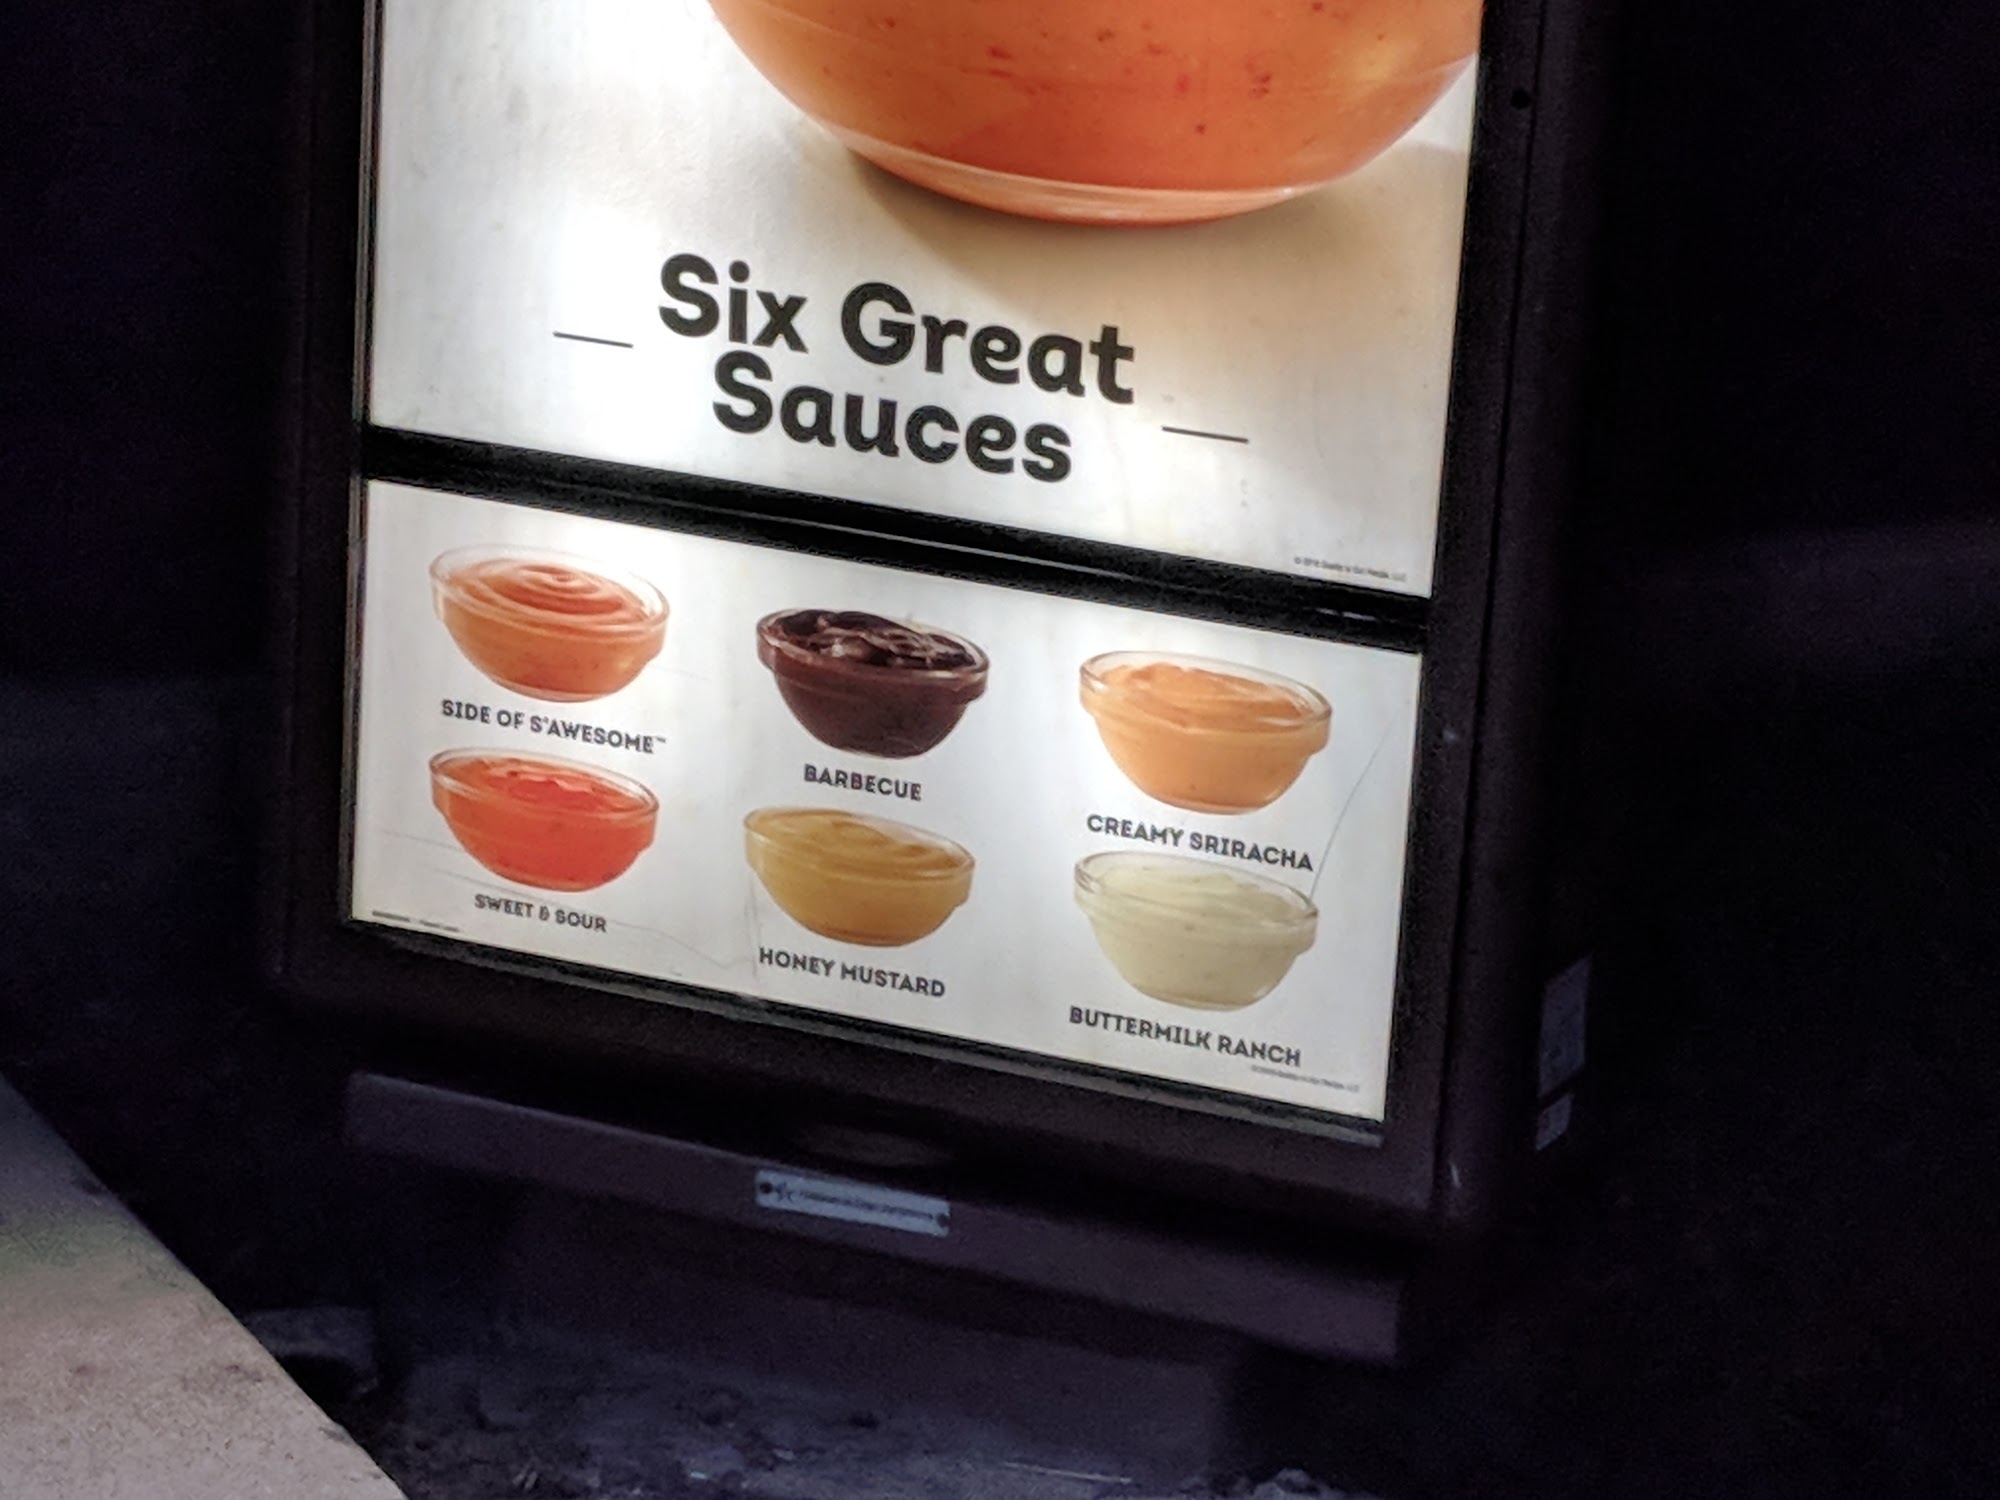 Six Great
Sauces
SIDE OF S'AWESOME™
BARBECUE
CREAMY SRIRACHA
SWEET & SOUR
HONEY MUSTARD
BUTTERMILK RANCH